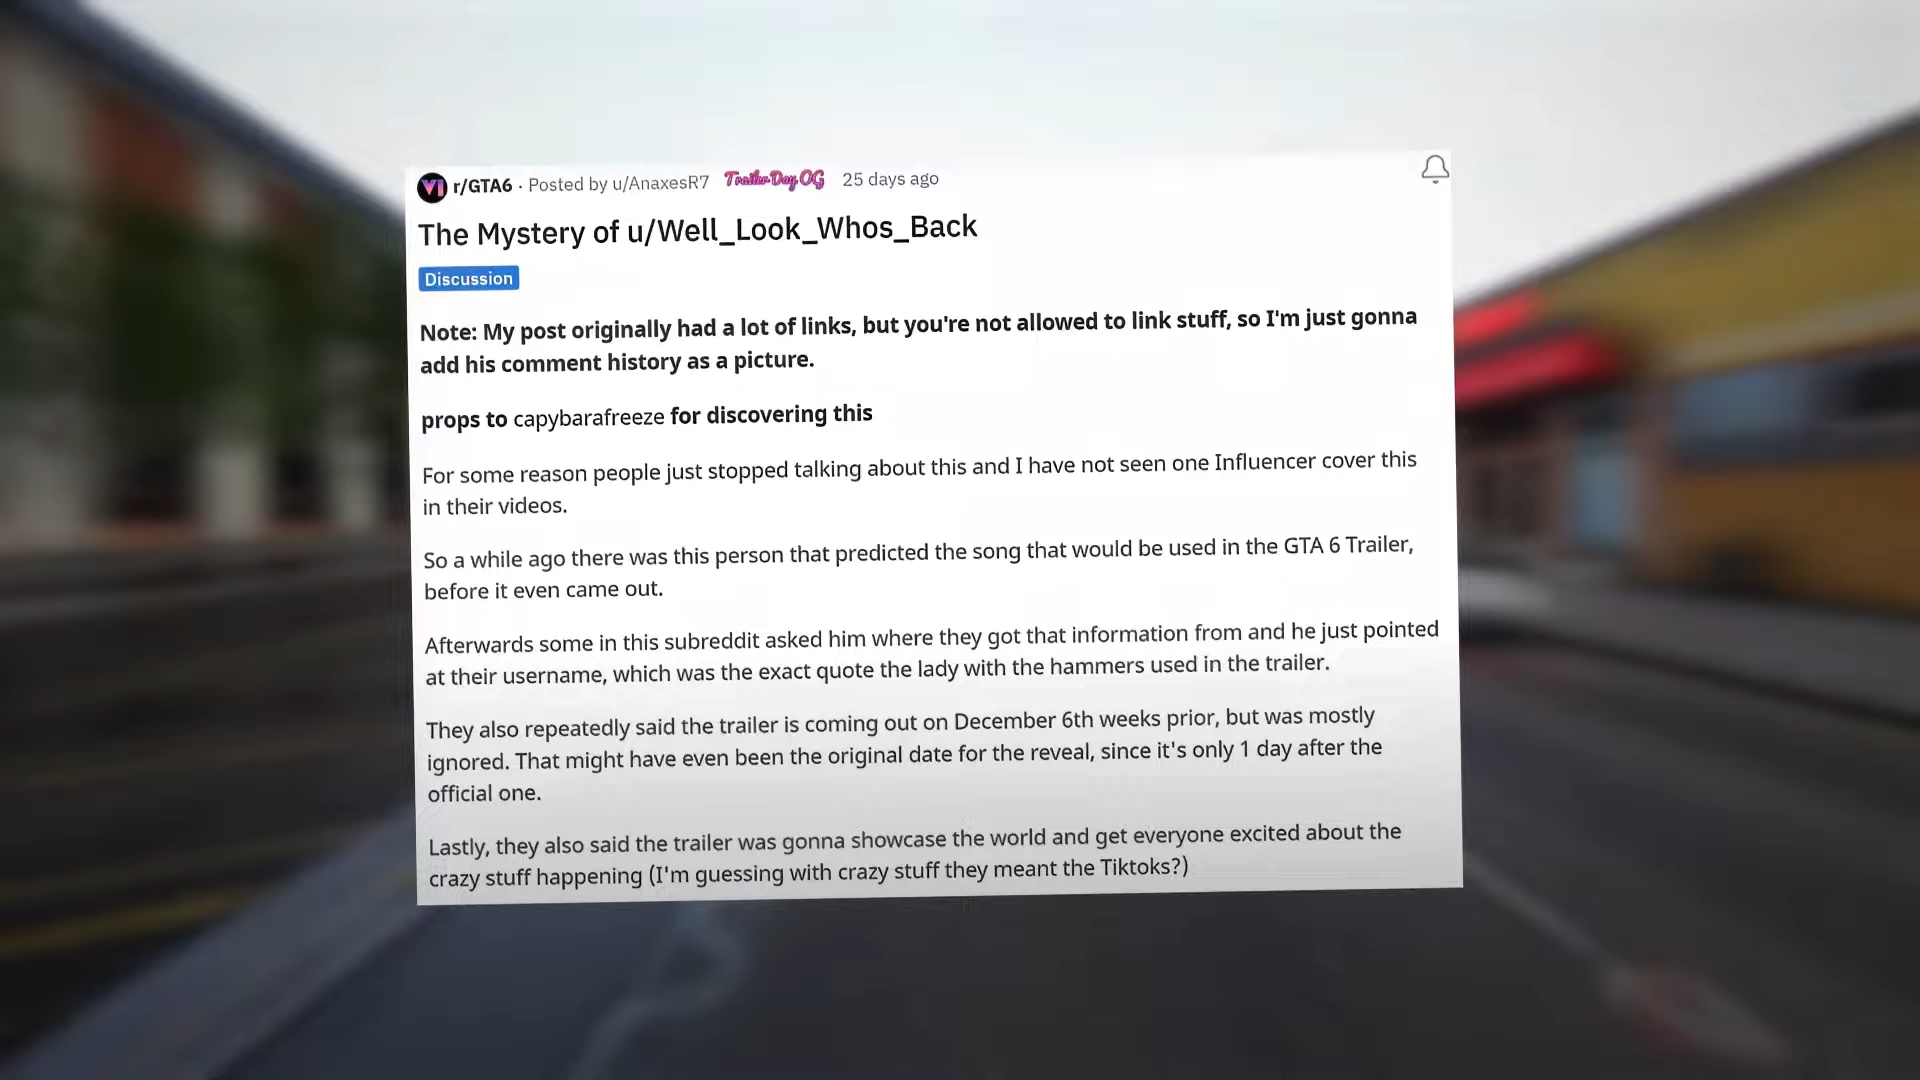 VI r/GTA6 · Posted by u/AnaxesR7 Trailer Day OG 25 days ago
The Mystery of u/Well_Look_Whos_Back
Discussion
Note: My post originally had a lot of links, but you're not allowed to link stuff, so I'm just gonna
add his comment history as a picture.
props to capybarafreeze for discovering this
For some reason people just stopped talking about this and I have not seen one Influencer cover this
in their videos.
So a while ago there was this person that predicted the song that would be used in the GTA 6 Trailer,
before it even came out.
Afterwards some in this subreddit asked him where they got that information from and he just pointed
at their username, which was the exact quote the lady with the hammers used in the trailer.
They also repeatedly said the trailer is coming out on December 6th weeks prior, but was mostly
ignored. That might have even been the original date for the reveal, since it's only 1 day after the
official one.
Lastly, they also said the trailer was gonna showcase the world and get everyone excited about the
crazy stuff happening (I'm guessing with crazy stuff they meant the Tiktoks?)